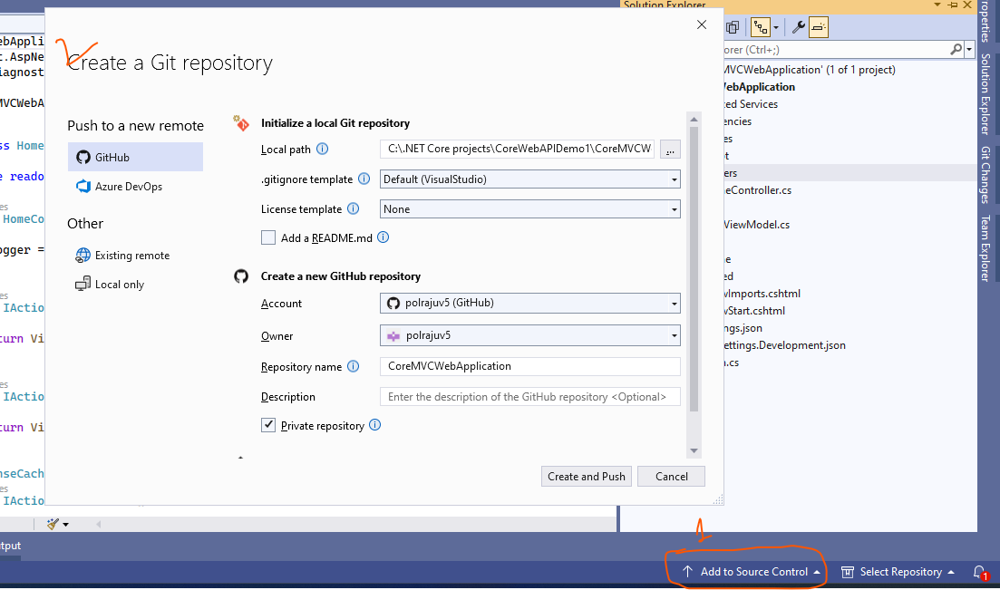 Solution Explorer
Create a Git repository
Push to a new remote
GitHub
Azure DevOps
Other
Existing remote
Local only
Initialize a local Git repository
Local path
C:\.NET Core projects\CoreWebAPIDemo1\CoreMVCW
...
.gitignore template
Default (VisualStudio)
License template
None
Add a README.md
Create a new GitHub repository
Account
polrajuv5 (GitHub)
Owner
polrajuv5
Repository name
CoreMVCWebApplication
Description
Enter the description of the GitHub repository <Optional>
Private repository
Create and Push
Cancel
ebAppli
t.AspNe
iagnost
MVCWebA
ss Home
e reado
es
HomeCo
ogger =
es
IActio
turn Vi
es
IActio
turn Vi
nseCach
es
IActio
orer (Ctrl+;)
MVCWebApplication' (1 of 1 project)
WebApplication
ted Services
encies
es
t
ers
eController.cs
ViewModel.cs
e
ed
wImports.cshtml
wStart.cshtml
ngs.json
ettings.Development.json
.cs
roperties
Solution Explorer
Git Changes
Team Explorer
tput
1
Add to Source Control
Select Repository
1